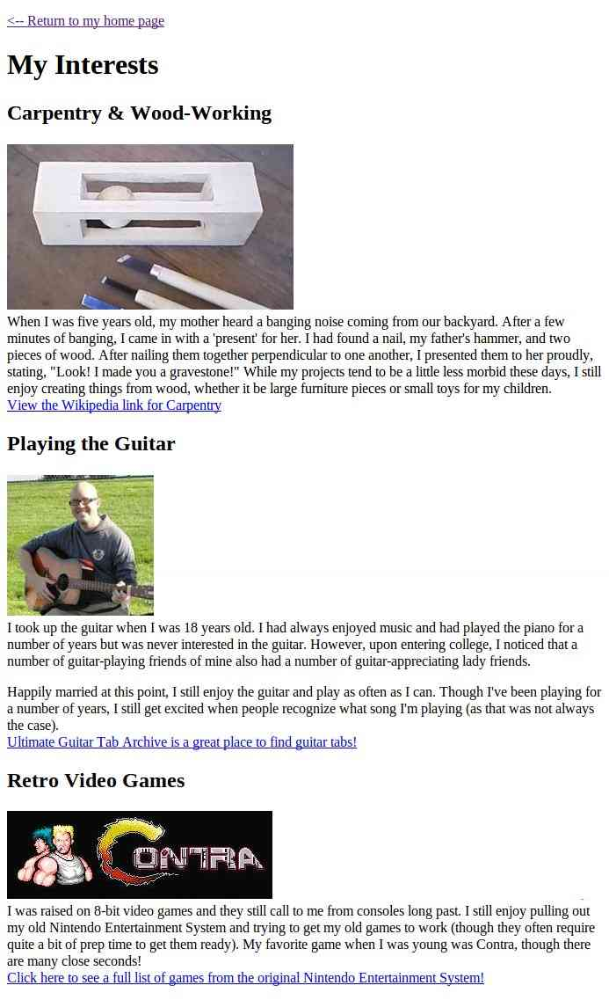 <-- Return to my home page
My Interests
Carpentry & Wood-Working
When I was five years old, my mother heard a banging noise coming from our backyard. After a few
minutes of banging, I came in with a 'present' for her. I had found a nail, my father's hammer, and two
pieces of wood. After nailing them together perpendicular to one another, I presented them to her proudly,
stating, "Look! I made you a gravestone!" While my projects tend to be a little less morbid these days, I still
enjoy creating things from wood, whether it be large furniture pieces or small toys for my children.
View the Wikipedia link for Carpentry
Playing the Guitar
I took up the guitar when I was 18 years old. I had always enjoyed music and had played the piano for a
number of years but was never interested in the guitar. However, upon entering college, I noticed that a
number of guitar-playing friends of mine also had a number of guitar-appreciating lady friends.
Happily married at this point, I still enjoy the guitar and play as often as I can. Though I've been playing for
a number of years, I still get excited when people recognize what song I'm playing (as that was not always
the case).
Ultimate Guitar Tab Archive is a great place to find guitar tabs!
Retro Video Games
CONTRA
I was raised on 8-bit video games and they still call to me from consoles long past. I still enjoy pulling out
my old Nintendo Entertainment System and trying to get my old games to work (though they often require
quite a bit of prep time to get them ready). My favorite game when I was young was Contra, though there
are many close seconds!
Click here to see a full list of games from the original Nintendo Entertainment System!